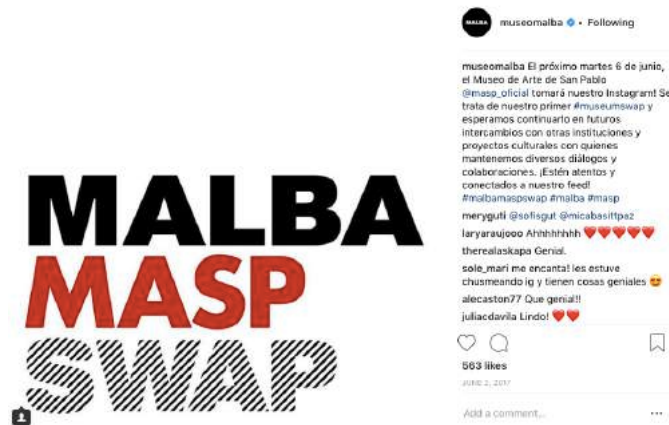 MALBA
MASP
SWAP
MALBA
museomalba • Following
museomalba El próximo martes 6 de junio,
el Museo de Arte de San Pablo
@masp_oficial tomará nuestro Instagram! Se
trata de nuestro primer #museumswap y
esperamos continuarlo en futuros
intercambios con otras instituciones y
proyectos culturales con quienes
mantenemos diversos diálogos y
colaboraciones. ¡Estén atentos y
conectados a nuestro feed!
#malbamaspswap #malba #masp
meryguti @sofisgut @micabasittpaz
laryaraujooo Ahhhhhhhh ❤️❤️❤️❤️❤️
therealaskapa Genial.
sole_mari me encanta! les estuve
chusmeando ig y tienen cosas geniales 😍
alecaston77 Que genial!!
juliacdavila Lindo! ❤️❤️
563 likes
JUNE 2, 2017
Add a comment...